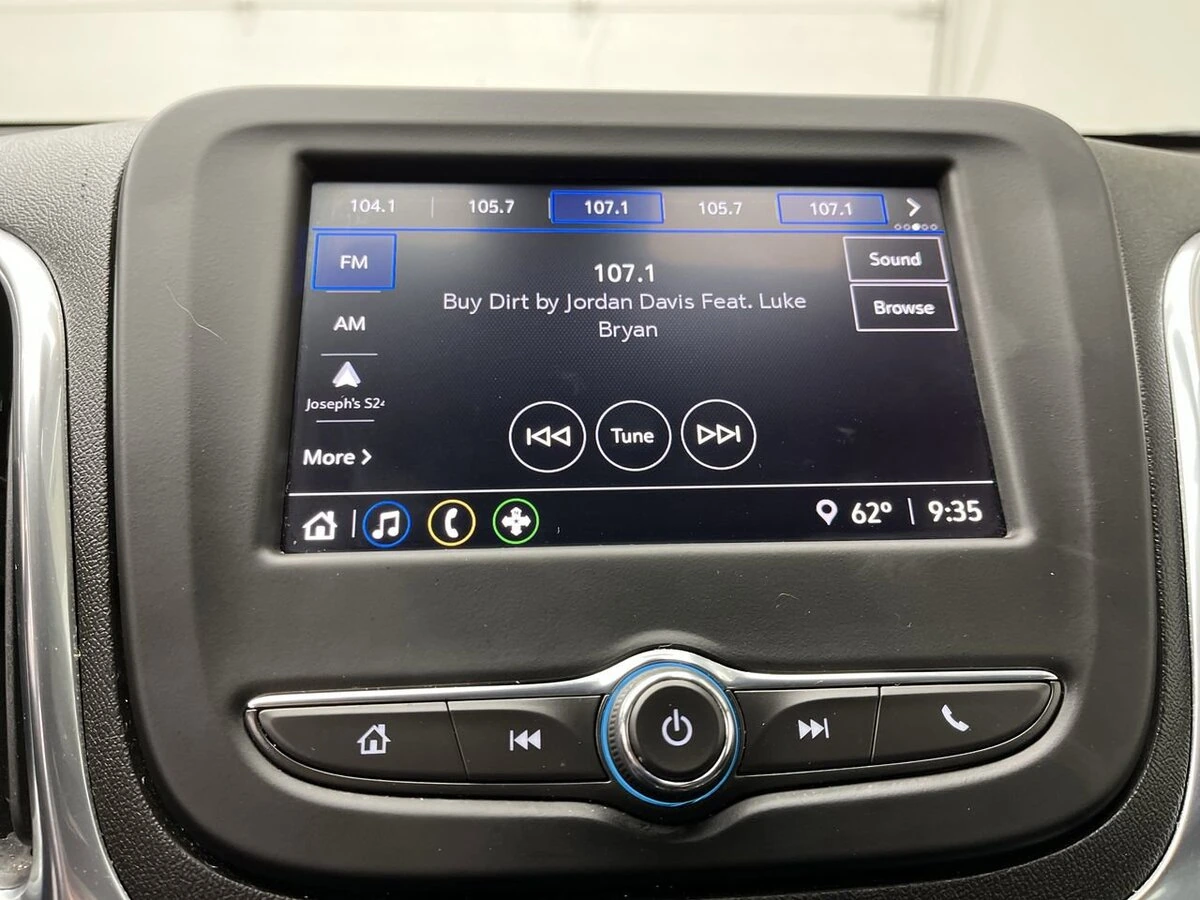 104.1 105.7 107.1 105.7 107.1
FM
Sound
107.1
Buy Dirt by Jordan Davis Feat. Luke
Bryan
Browse
AM
Joseph's S24
Tune
More
62° 9:35